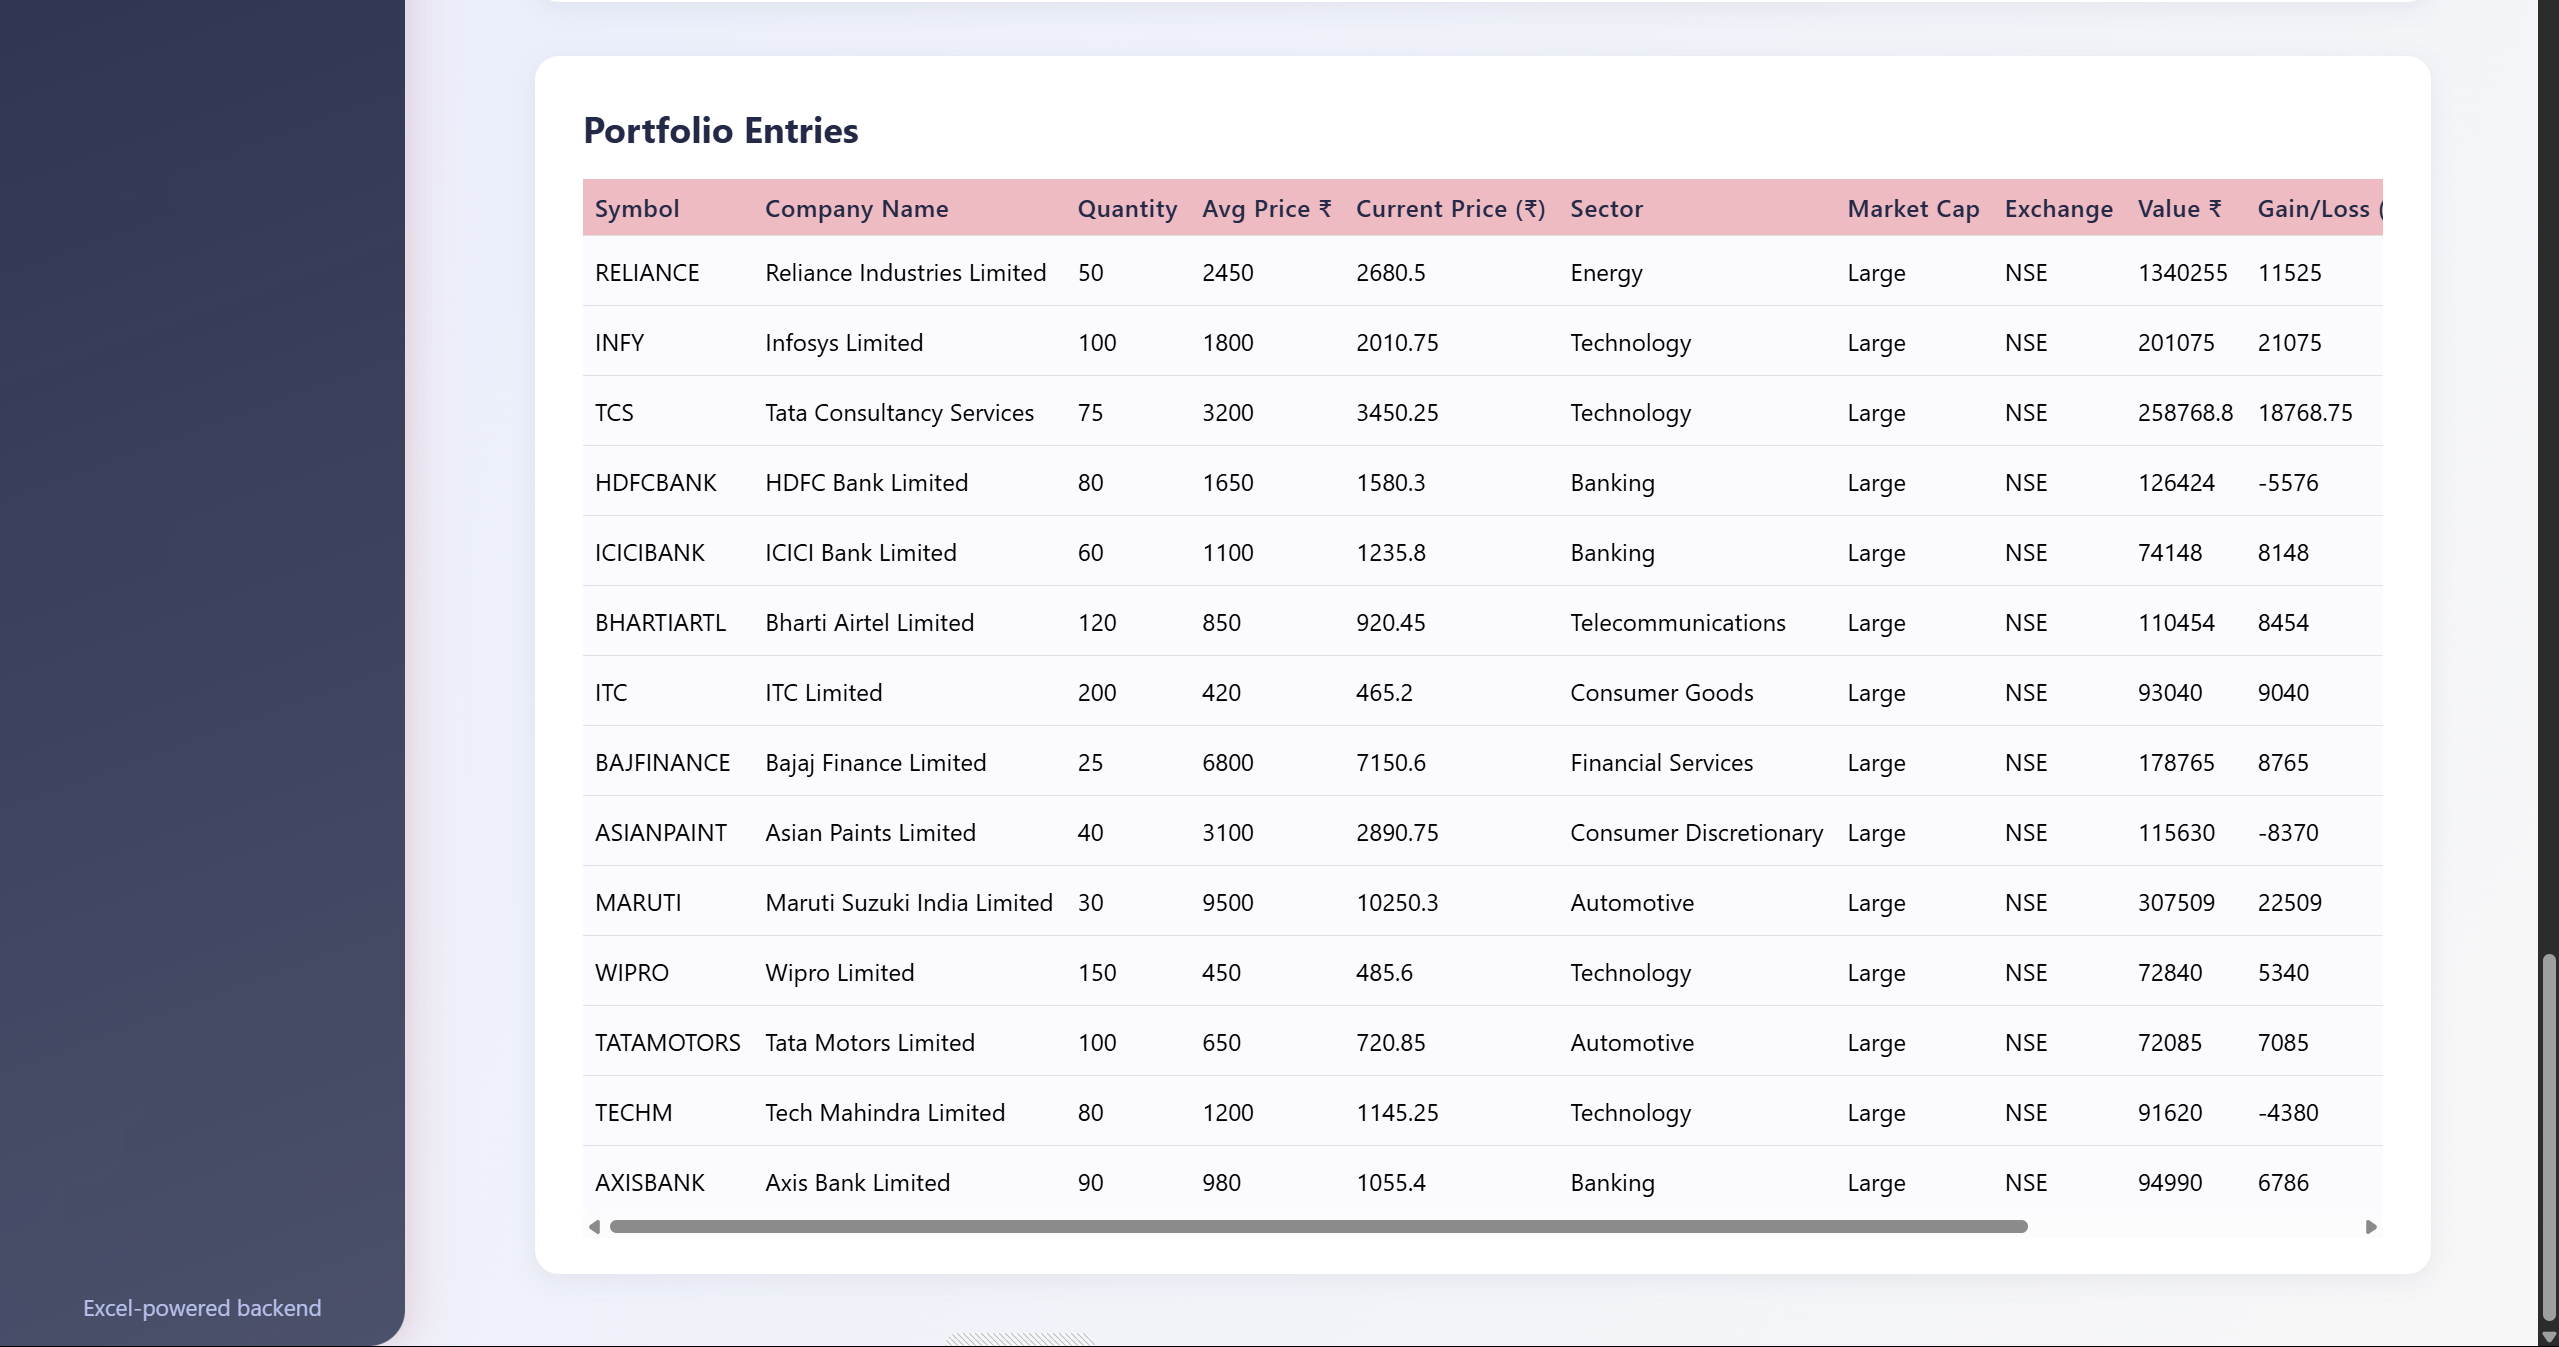 Portfolio Entries
Symbol Company Name Quantity Avg Price ₹ Current Price (₹) Sector Market Cap Exchange Value ₹ Gain/Loss (
RELIANCE Reliance Industries Limited 50 2450 2680.5 Energy Large NSE 1340255 11525
INFY Infosys Limited 100 1800 2010.75 Technology Large NSE 201075 21075
TCS Tata Consultancy Services 75 3200 3450.25 Technology Large NSE 258768.8 18768.75
HDFCBANK HDFC Bank Limited 80 1650 1580.3 Banking Large NSE 126424 -5576
ICICIBANK ICICI Bank Limited 60 1100 1235.8 Banking Large NSE 74148 8148
BHARTIARTL Bharti Airtel Limited 120 850 920.45 Telecommunications Large NSE 110454 8454
ITC ITC Limited 200 420 465.2 Consumer Goods Large NSE 93040 9040
BAJFINANCE Bajaj Finance Limited 25 6800 7150.6 Financial Services Large NSE 178765 8765
ASIANPAINT Asian Paints Limited 40 3100 2890.75 Consumer Discretionary Large NSE 115630 -8370
MARUTI Maruti Suzuki India Limited 30 9500 10250.3 Automotive Large NSE 307509 22509
WIPRO Wipro Limited 150 450 485.6 Technology Large NSE 72840 5340
TATAMOTORS Tata Motors Limited 100 650 720.85 Automotive Large NSE 72085 7085
TECHM Tech Mahindra Limited 80 1200 1145.25 Technology Large NSE 91620 -4380
AXISBANK Axis Bank Limited 90 980 1055.4 Banking Large NSE 94990 6786
Excel-powered backend